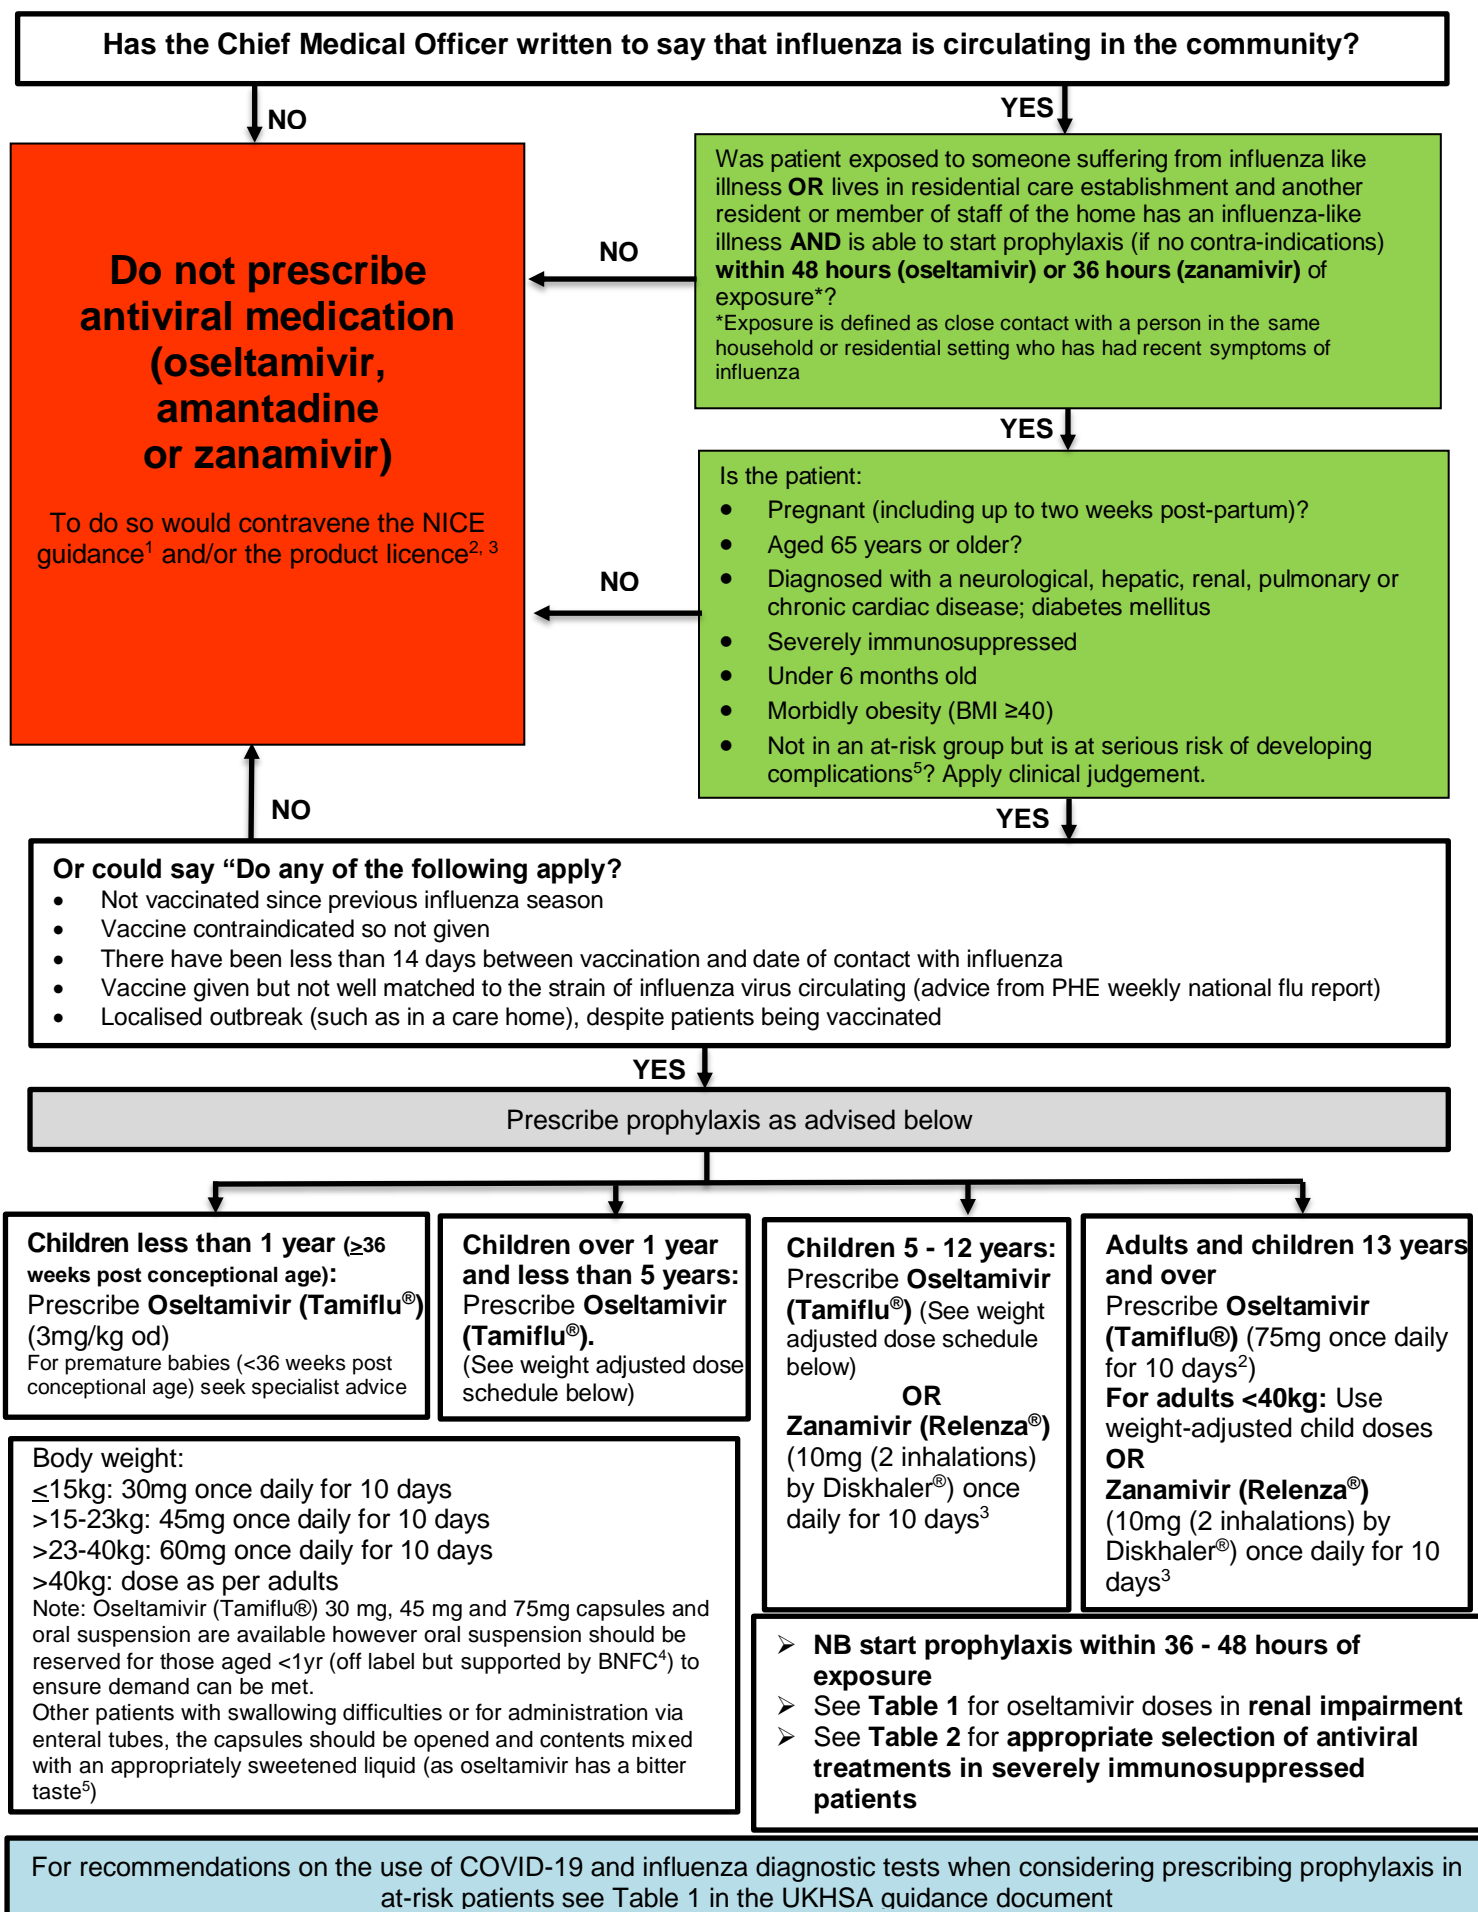 Has the Chief Medical Officer written to say that influenza is circulating in the community?
NO
YES
Do not prescribe
antiviral medication
(oseltamivir,
amantadine
or zanamivir)
To do so would contravene the NICE
guidance1 and/or the product licence2, 3
NO
Was patient exposed to someone suffering from influenza like
illness OR lives in residential care establishment and another
resident or member of staff of the home has an influenza-like
illness AND is able to start prophylaxis (if no contra-indications)
within 48 hours (oseltamivir) or 36 hours (zanamivir) of
exposure*?
*Exposure is defined as close contact with a person in the same
household or residential setting who has had recent symptoms of
influenza
YES
NO
Is the patient:
• Pregnant (including up to two weeks post-partum)?
• Aged 65 years or older?
• Diagnosed with a neurological, hepatic, renal, pulmonary or
chronic cardiac disease; diabetes mellitus
• Severely immunosuppressed
• Under 6 months old
• Morbidly obesity (BMI ≥40)
• Not in an at-risk group but is at serious risk of developing
complications5? Apply clinical judgement.
NO
YES
Or could say “Do any of the following apply?
• Not vaccinated since previous influenza season
• Vaccine contraindicated so not given
• There have been less than 14 days between vaccination and date of contact with influenza
• Vaccine given but not well matched to the strain of influenza virus circulating (advice from PHE weekly national flu report)
• Localised outbreak (such as in a care home), despite patients being vaccinated
YES
Prescribe prophylaxis as advised below
Children less than 1 year (≥36
weeks post conceptional age):
Prescribe Oseltamivir (Tamiflu®)
(3mg/kg od)
For premature babies (<36 weeks post
conceptional age) seek specialist advice
Children over 1 year
and less than 5 years:
Prescribe Oseltamivir
(Tamiflu®).
(See weight adjusted dose
schedule below)
Children 5 - 12 years:
Prescribe Oseltamivir
(Tamiflu®) (See weight
adjusted dose schedule
below)
OR
Zanamivir (Relenza®)
(10mg (2 inhalations)
by Diskhaler®) once
daily for 10 days3
Adults and children 13 years
and over
Prescribe Oseltamivir
(Tamiflu®) (75mg once daily
for 10 days2)
For adults <40kg: Use
weight-adjusted child doses
OR
Zanamivir (Relenza®)
(10mg (2 inhalations) by
Diskhaler®) once daily for 10
days3
Body weight:
≤15kg: 30mg once daily for 10 days
>15-23kg: 45mg once daily for 10 days
>23-40kg: 60mg once daily for 10 days
>40kg: dose as per adults
Note: Oseltamivir (Tamiflu®) 30 mg, 45 mg and 75mg capsules and
oral suspension are available however oral suspension should be
reserved for those aged <1yr (off label but supported by BNFC4) to
ensure demand can be met.
Other patients with swallowing difficulties or for administration via
enteral tubes, the capsules should be opened and contents mixed
with an appropriately sweetened liquid (as oseltamivir has a bitter
taste5)
➢ NB start prophylaxis within 36 - 48 hours of
exposure
➢ See Table 1 for oseltamivir doses in renal impairment
➢ See Table 2 for appropriate selection of antiviral
treatments in severely immunosuppressed
patients
For recommendations on the use of COVID-19 and influenza diagnostic tests when considering prescribing prophylaxis in
at-risk patients see Table 1 in the UKHSA guidance document